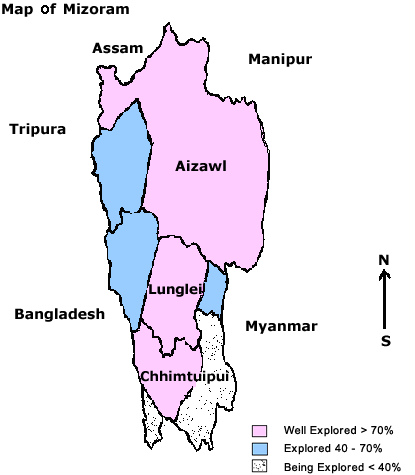 Map of Mizoram
Assam
Manipur
Tripura
Aizawl
N
Lunglei
Bangladesh
Myanmar
S
Chhimtuipui
Well Explored > 70%
Explored 40 - 70%
Being Explored < 40%